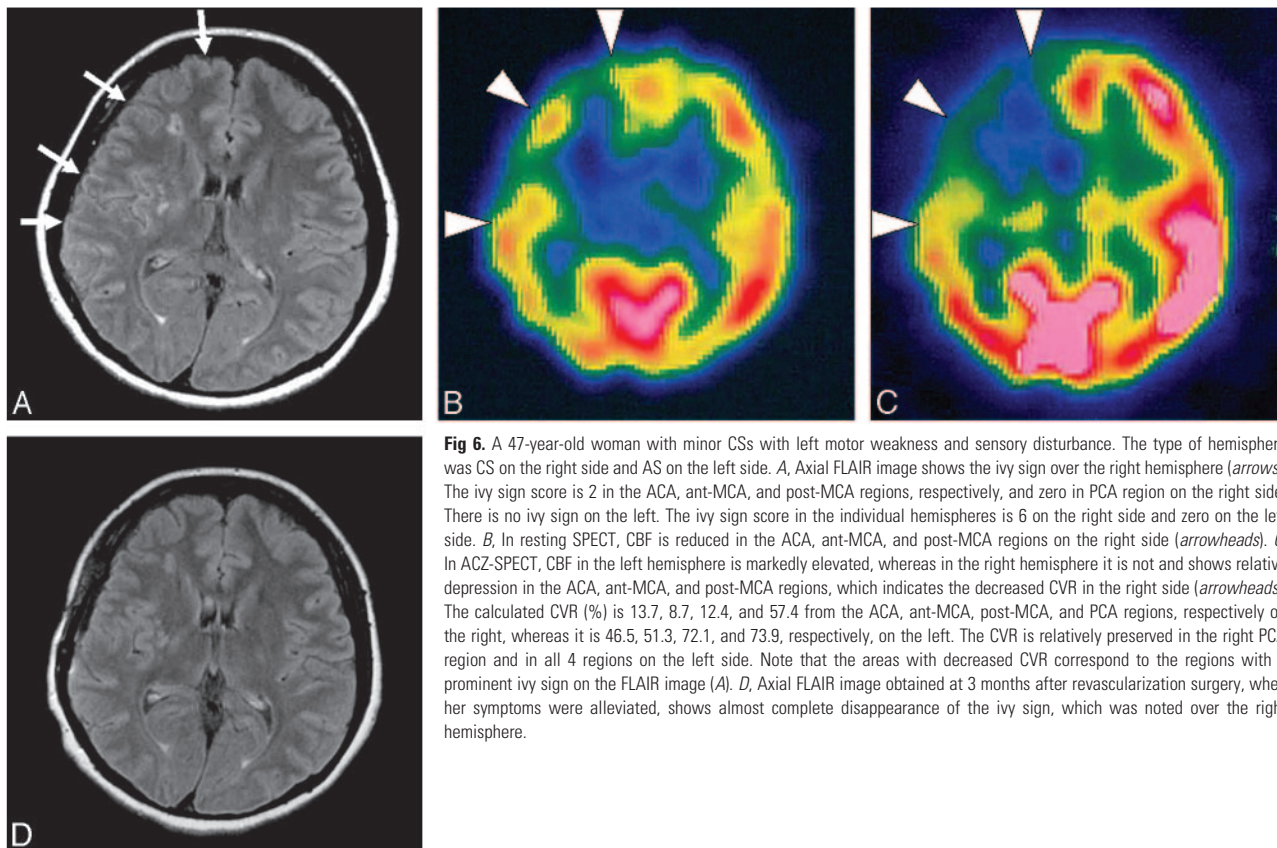 A
B
C
Fig 6. A 47-year-old woman with minor CSs with left motor weakness and sensory disturbance. The type of hemispher
was CS on the right side and AS on the left side. A, Axial FLAIR image shows the ivy sign over the right hemisphere (arrows
The ivy sign score is 2 in the ACA, ant-MCA, and post-MCA regions, respectively, and zero in PCA region on the right side
There is no ivy sign on the left. The ivy sign score in the individual hemispheres is 6 on the right side and zero on the lef
side. B, In resting SPECT, CBF is reduced in the ACA, ant-MCA, and post-MCA regions on the right side (arrowheads).
In ACZ-SPECT, CBF in the left hemisphere is markedly elevated, whereas in the right hemisphere it is not and shows relativ
depression in the ACA, ant-MCA, and post-MCA regions, which indicates the decreased CVR in the right side (arrowheads
The calculated CVR (%) is 13.7, 8.7, 12.4, and 57.4 from the ACA, ant-MCA, post-MCA, and PCA regions, respectively o
the right, whereas it is 46.5, 51.3, 72.1, and 73.9, respectively, on the left. The CVR is relatively preserved in the right PCA
region and in all 4 regions on the left side. Note that the areas with decreased CVR correspond to the regions with
prominent ivy sign on the FLAIR image (A). D, Axial FLAIR image obtained at 3 months after revascularization surgery, whe
her symptoms were alleviated, shows almost complete disappearance of the ivy sign, which was noted over the righ
hemisphere.
D